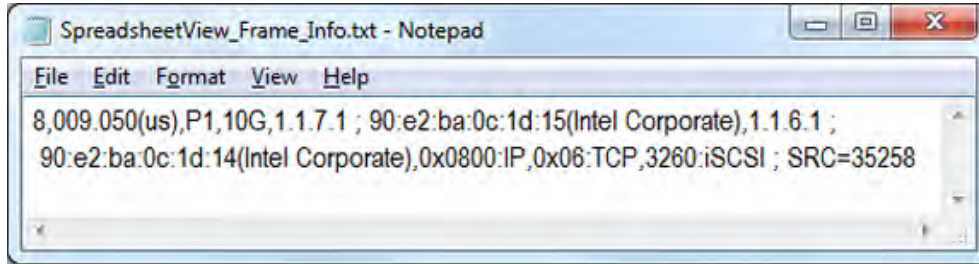 SpreadsheetView_Frame_Info.txt - Notepad
File Edit Format View Help
8,009.050(us),P1,10G,1.1.7.1 ; 90:e2:ba:0c:1d:15(Intel Corporate),1.1.6.1 ;
90:e2:ba:0c:1d:14(Intel Corporate),0x0800:IP,0x06:TCP,3260:iSCSI ; SRC=35258